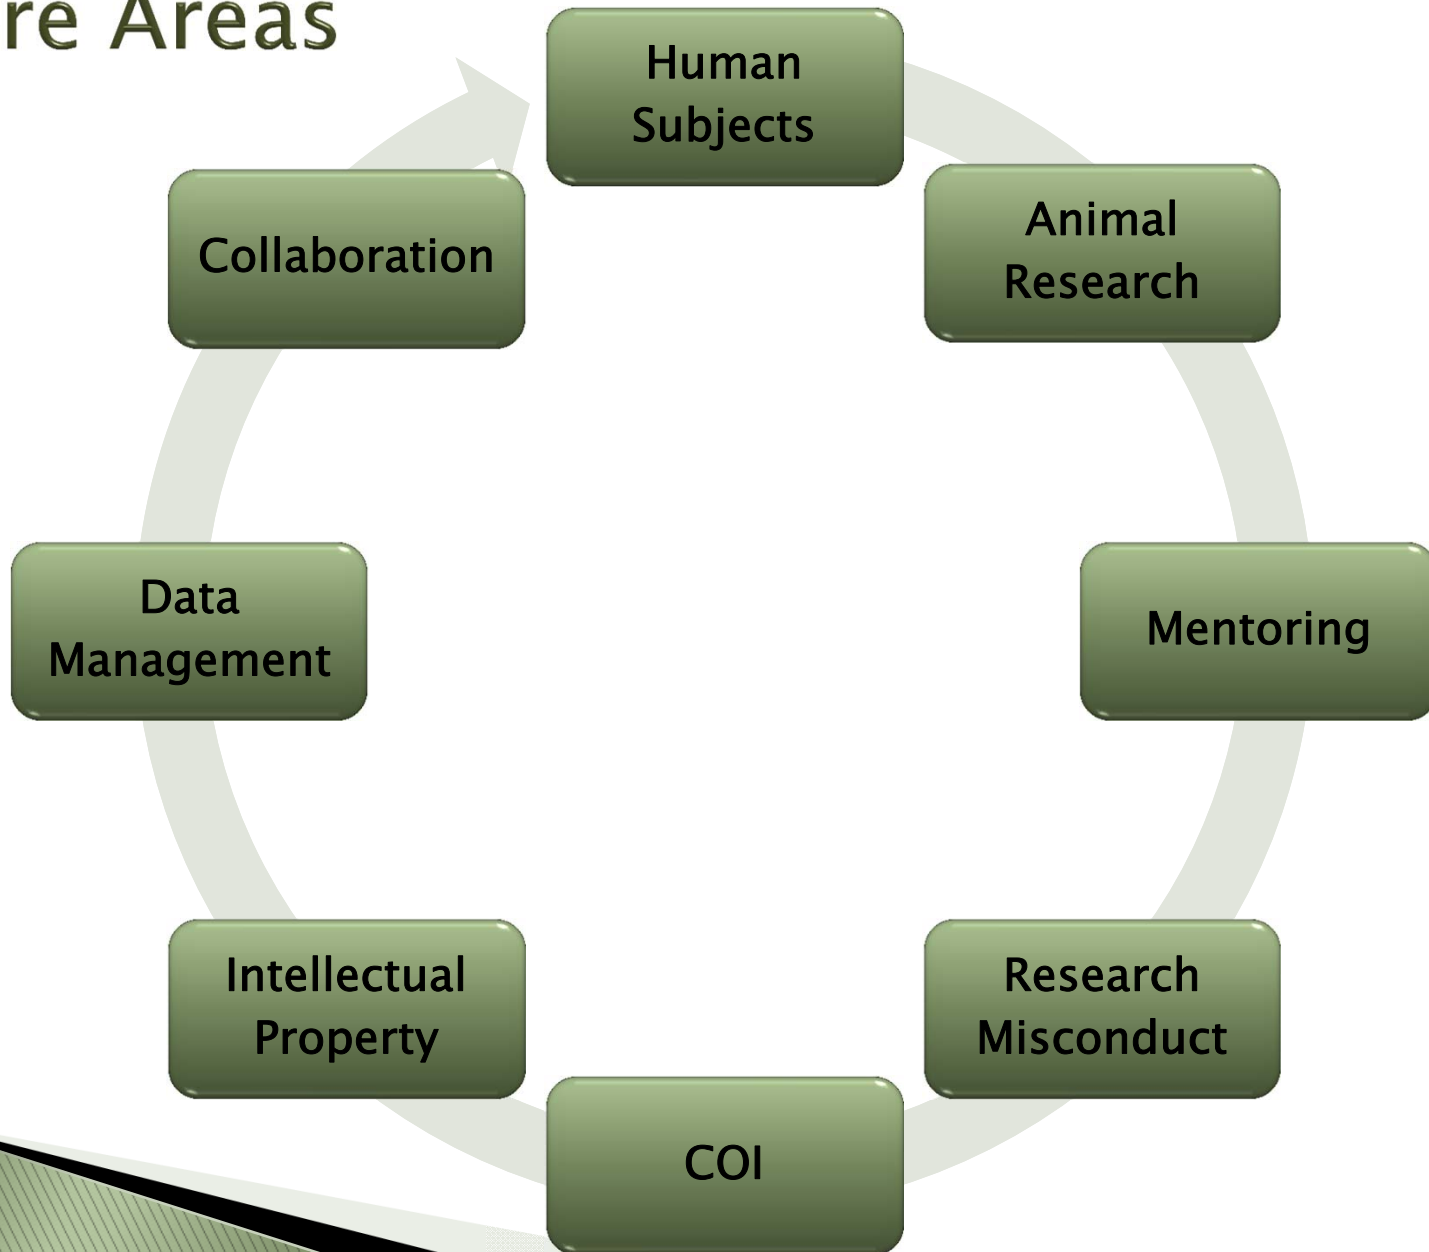 re Areas
Human
Subjects
Animal
Research
Mentoring
Research
Misconduct
COI
Intellectual
Property
Data
Management
Collaboration